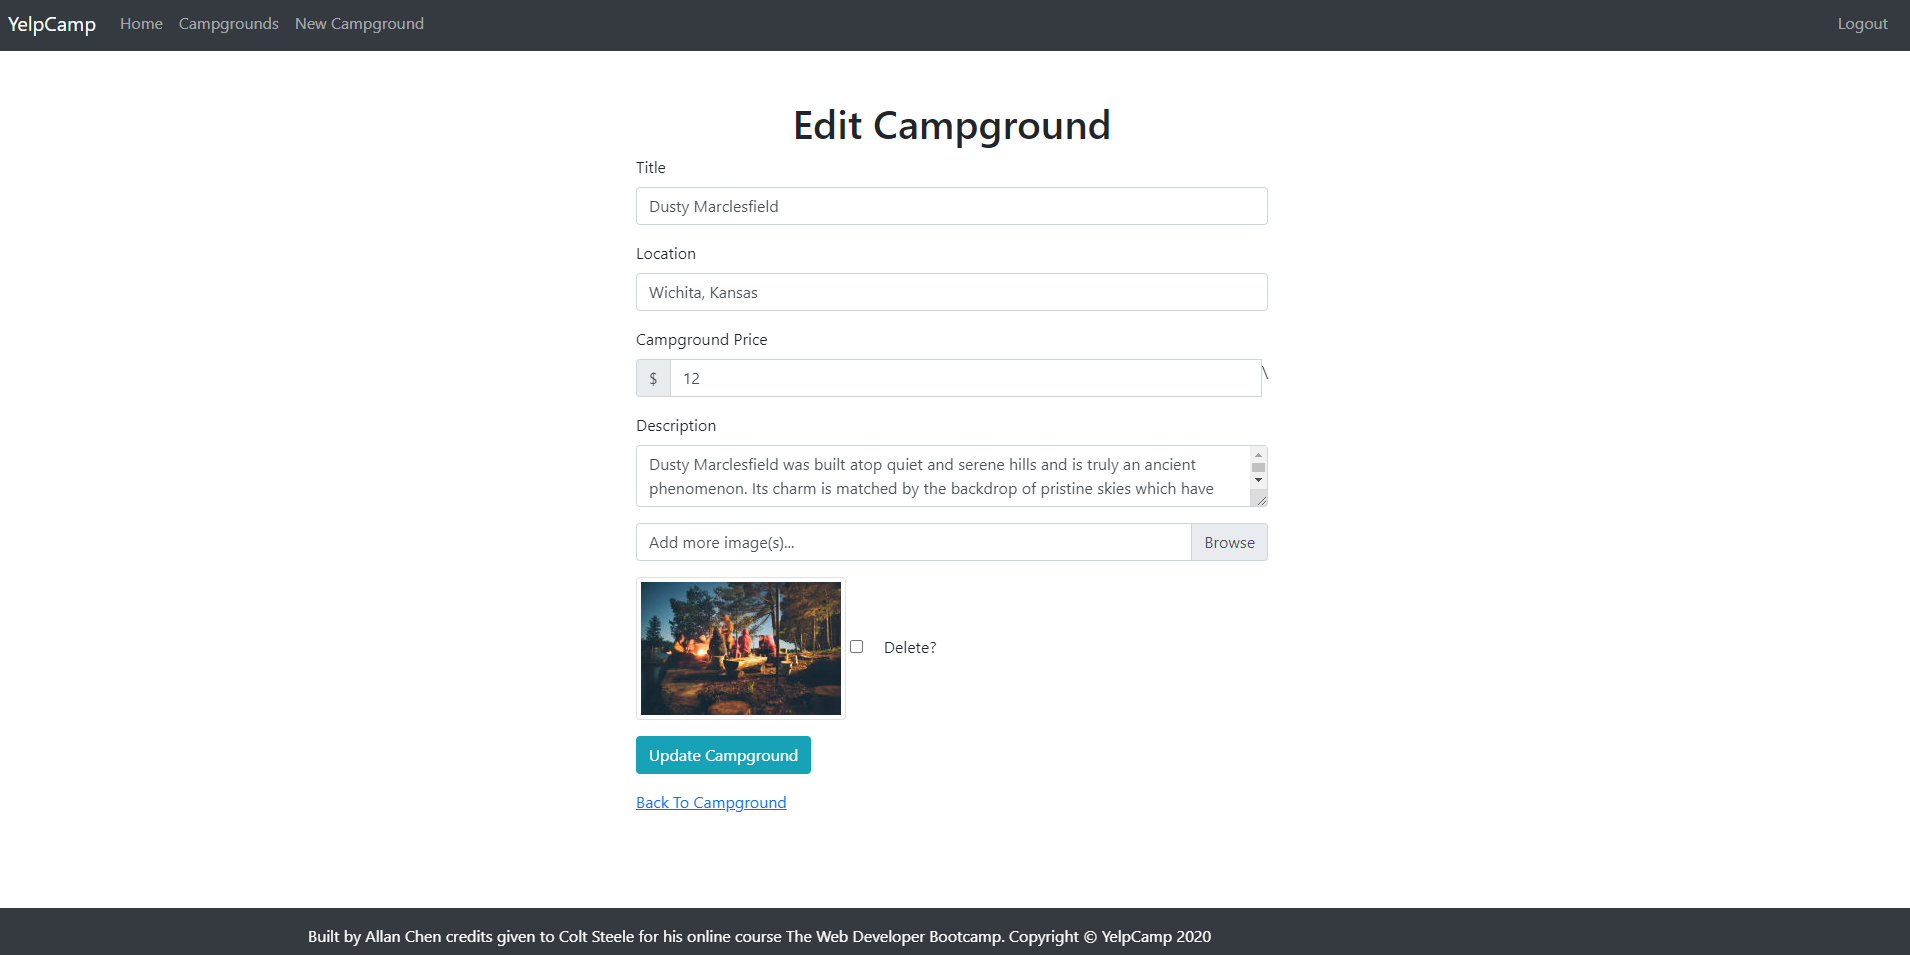 YelpCamp Home Campgrounds New Campground Logout
Edit Campground
Title
Dusty Marclesfield
Location
Wichita, Kansas
Campground Price
$ 12 \
Description
Dusty Marclesfield was built atop quiet and serene hills and is truly an ancient
phenomenon. Its charm is matched by the backdrop of pristine skies which have
Add more image(s)... Browse
Delete?
Update Campground
Back To Campground
Built by Allan Chen credits given to Colt Steele for his online course The Web Developer Bootcamp. Copyright © YelpCamp 2020